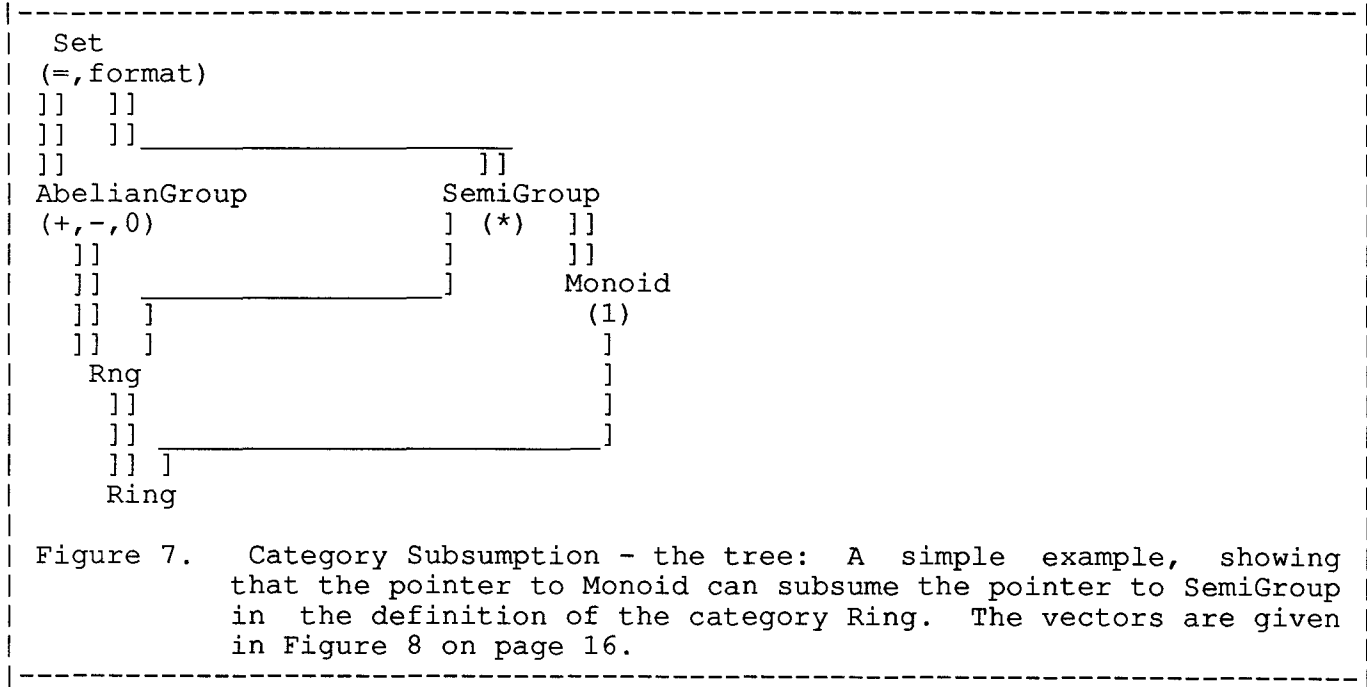 Set
(=,format)
]] ]]
]] ]]
]] ]]
AbelianGroup SemiGroup
(+,-,0) ] (*) ]]
]] ] ]]
]] ] Monoid
]] ] (1)
]] ] ]
Rng ]
]] ]
]] ]
]] ]
Ring
Figure 7. Category Subsumption - the tree: A simple example, showing
that the pointer to Monoid can subsume the pointer to SemiGroup
in the definition of the category Ring. The vectors are given
in Figure 8 on page 16.